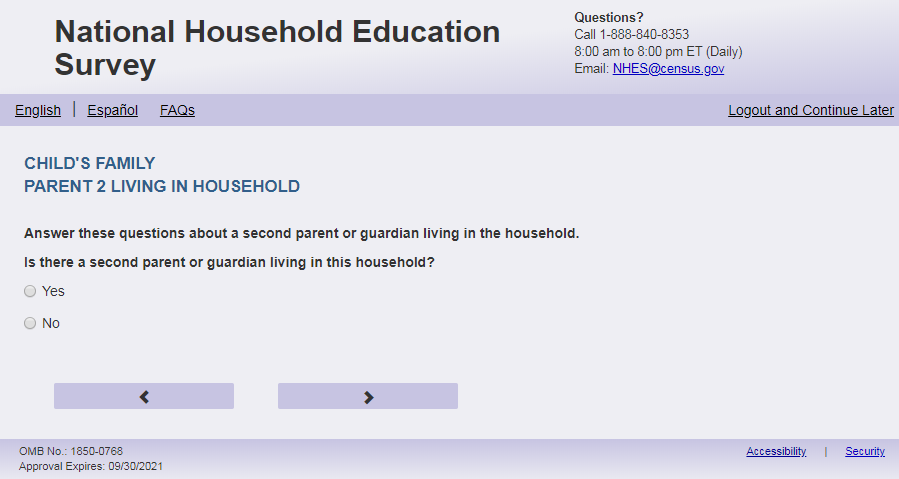 National Household Education
Survey
Questions?
Call 1-888-840-8353
8:00 am to 8:00 pm ET (Daily)
Email: NHES@census.gov
English | Español FAQs Logout and Continue Later
CHILD'S FAMILY
PARENT 2 LIVING IN HOUSEHOLD
Answer these questions about a second parent or guardian living in the household.
Is there a second parent or guardian living in this household?
Yes
No
OMB No.: 1850-0768
Approval Expires: 09/30/2021
Accessibility | Security